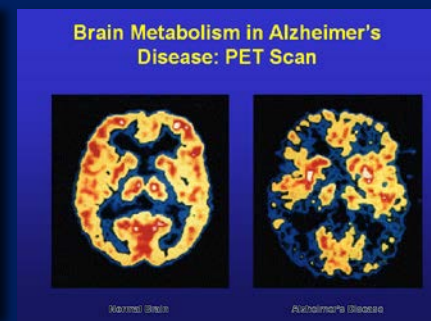 Brain Metabolism in Alzheimer's
Disease: PET Scan
Normal Brain
Alzheimer's Disease